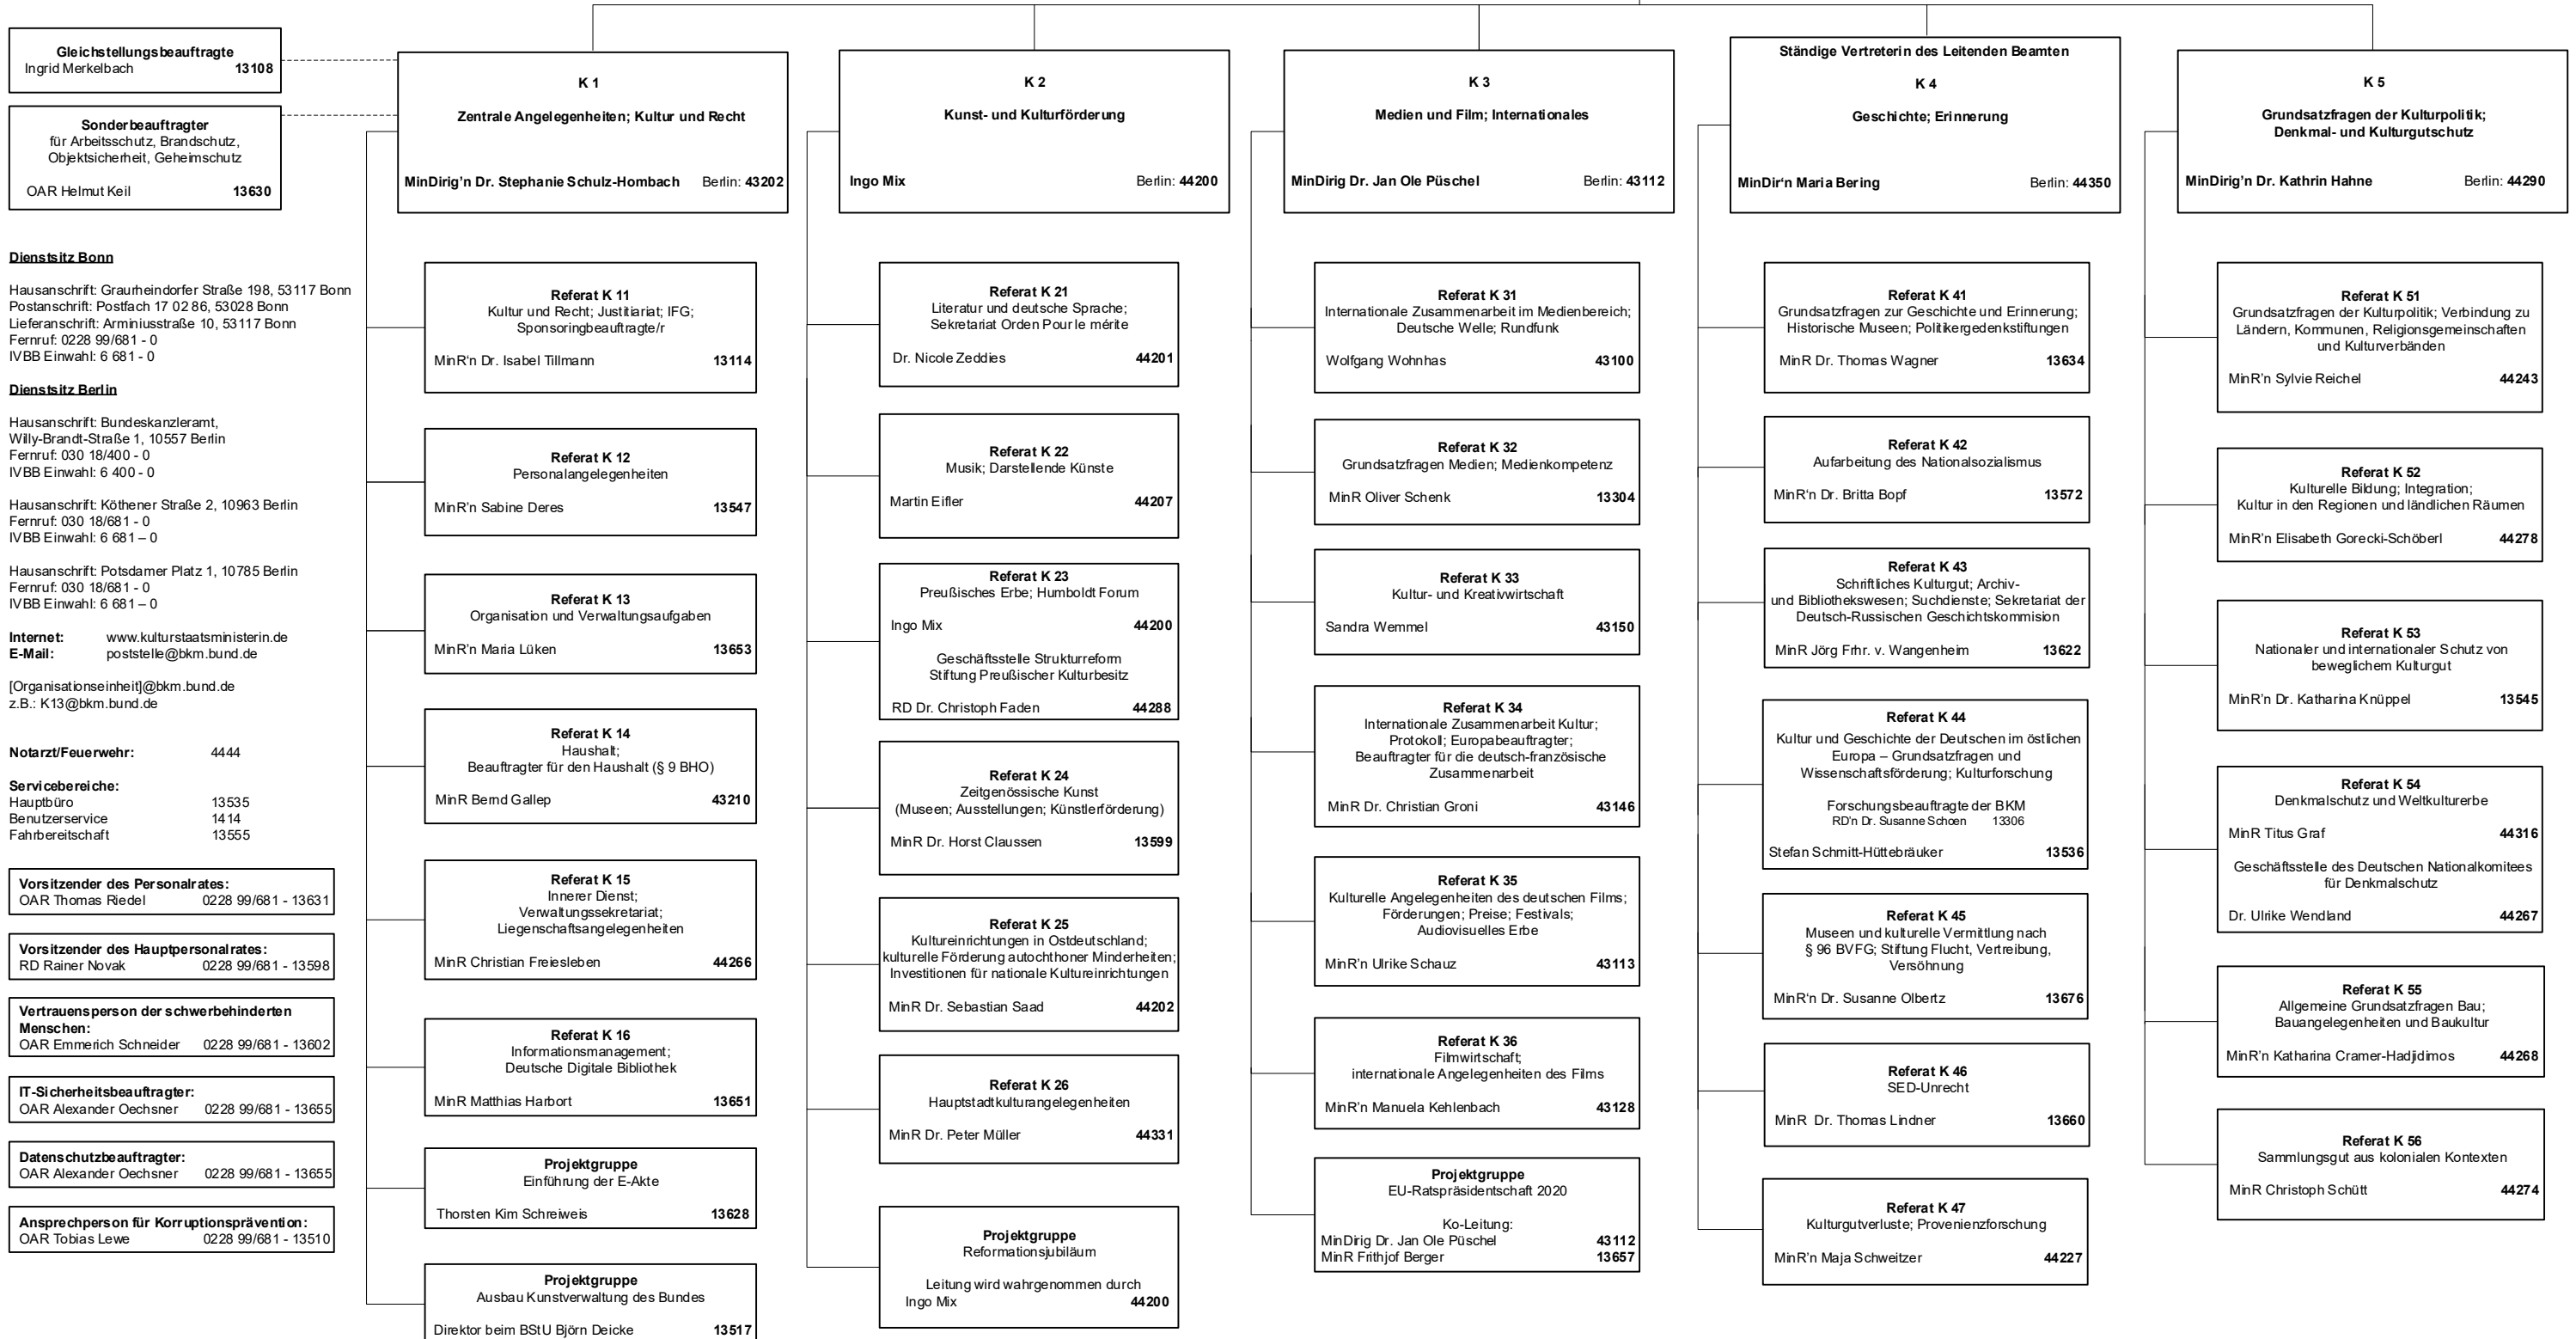 Gleichstellungsbeauftragte
Ingrid Merkelbach 13108
Sonderbeauftragter
für Arbeitsschutz, Brandschutz,
Objektsicherheit, Geheimschutz
OAR Helmut Keil 13630
Dienstsitz Bonn
Hausanschrift: Graurheindorfer Straße 198, 53117 Bonn
Postanschrift: Postfach 17 02 86, 53028 Bonn
Lieferanschrift: Arminiusstraße 10, 53117 Bonn
Fernruf: 0228 99/681 - 0
IVBB Einwahl: 6 681 - 0
Dienstsitz Berlin
Hausanschrift: Bundeskanzleramt,
Willy-Brandt-Straße 1, 10557 Berlin
Fernruf: 030 18/400 - 0
IVBB Einwahl: 6 400 - 0
Hausanschrift: Köthener Straße 2, 10963 Berlin
Fernruf: 030 18/681 - 0
IVBB Einwahl: 6 681 – 0
Hausanschrift: Potsdamer Platz 1, 10785 Berlin
Fernruf: 030 18/681 - 0
IVBB Einwahl: 6 681 – 0
Internet: www.kulturstaatsministerin.de
E-Mail: poststelle@bkm.bund.de
[Organisationseinheit]@bkm.bund.de
z.B.: K13@bkm.bund.de
Notarzt/Feuerwehr: 4444
Servicebereiche:
Hauptbüro 13535
Benutzerservice 1414
Fahrbereitschaft 13555
Vorsitzender des Personalrates:
OAR Thomas Riedel 0228 99/681 - 13631
Vorsitzender des Hauptpersonalrates:
RD Rainer Novak 0228 99/681 - 13598
Vertrauensperson der schwerbehinderten
Menschen:
OAR Emmerich Schneider 0228 99/681 - 13602
IT-Sicherheitsbeauftragter:
OAR Alexander Oechsner 0228 99/681 - 13655
Datenschutzbeauftragter:
OAR Alexander Oechsner 0228 99/681 - 13655
Ansprechperson für Korruptionsprävention:
OAR Tobias Lewe 0228 99/681 - 13510
K 1
Zentrale Angelegenheiten; Kultur und Recht
MinDirig'n Dr. Stephanie Schulz-Hombach Berlin: 43202
Referat K 11
Kultur und Recht; Justitiariat; IFG;
Sponsoringbeauftragte/r
MinR'n Dr. Isabel Tillmann 13114
Referat K 12
Personalangelegenheiten
MinR'n Sabine Deres 13547
Referat K 13
Organisation und Verwaltungsaufgaben
MinR'n Maria Lüken 13653
Referat K 14
Haushalt;
Beauftragter für den Haushalt (§ 9 BHO)
MinR Bernd Gallep 43210
Referat K 15
Innerer Dienst;
Verwaltungssekretariat;
Liegenschaftsangelegenheiten
MinR Christian Freiesleben 44266
Referat K 16
Informationsmanagement;
Deutsche Digitale Bibliothek
MinR Matthias Harbort 13651
Projektgruppe
Einführung der E-Akte
Thorsten Kim Schreiweis 13628
Projektgruppe
Ausbau Kunstverwaltung des Bundes
Direktor beim BStU Björn Deicke 13517
K 2
Kunst- und Kulturförderung
Ingo Mix Berlin: 44200
Referat K 21
Literatur und deutsche Sprache;
Sekretariat Orden Pour le mérite
Dr. Nicole Zeddies 44201
Referat K 22
Musik; Darstellende Künste
Martin Eifler 44207
Referat K 23
Preußisches Erbe; Humboldt Forum
Ingo Mix 44200
Geschäftsstelle Strukturreform
Stiftung Preußischer Kulturbesitz
RD Dr. Christoph Faden 44288
Referat K 24
Zeitgenössische Kunst
(Museen; Ausstellungen; Künstlerförderung)
MinR Dr. Horst Claussen 13599
Referat K 25
Kultureinrichtungen in Ostdeutschland;
kulturelle Förderung autochthoner Minderheiten;
Investitionen für nationale Kultureinrichtungen
MinR Dr. Sebastian Saad 44202
Referat K 26
Hauptstadtkulturangelegenheiten
MinR Dr. Peter Müller 44331
Projektgruppe
Reformationsjubiläum
Leitung wird wahrgenommen durch
Ingo Mix 44200
K 3
Medien und Film; Internationales
MinDirig Dr. Jan Ole Püschel Berlin: 43112
Referat K 31
Internationale Zusammenarbeit im Medienbereich;
Deutsche Welle; Rundfunk
Wolfgang Wohnhas 43100
Referat K 32
Grundsatzfragen Medien; Medienkompetenz
MinR Oliver Schenk 13304
Referat K 33
Kultur- und Kreativwirtschaft
Sandra Wemmel 43150
Referat K 34
Internationale Zusammenarbeit Kultur;
Protokoll; Europabeauftragter;
Beauftragter für die deutsch-französische
Zusammenarbeit
MinR Dr. Christian Groni 43146
Referat K 35
Kulturelle Angelegenheiten des deutschen Films;
Förderungen; Preise; Festivals;
Audiovisuelles Erbe
MinR'n Ulrike Schauz 43113
Referat K 36
Filmwirtschaft;
internationale Angelegenheiten des Films
MinR'n Manuela Kehlenbach 43128
Projektgruppe
EU-Ratspräsidentschaft 2020
Ko-Leitung:
MinDirig Dr. Jan Ole Püschel 43112
MinR Frithjof Berger 13657
Ständige Vertreterin des Leitenden Beamten
K 4
Geschichte; Erinnerung
MinDir'n Maria Bering Berlin: 44350
Referat K 41
Grundsatzfragen zur Geschichte und Erinnerung;
Historische Museen; Politikergedenkstiftungen
MinR Dr. Thomas Wagner 13634
Referat K 42
Aufarbeitung des Nationalsozialismus
MinR'n Dr. Britta Bopf 13572
Referat K 43
Schriftliches Kulturgut; Archiv-
und Bibliothekswesen; Suchdienste; Sekretariat der
Deutsch-Russischen Geschichtskommision
MinR Jörg Frhr. v. Wangenheim 13622
Referat K 44
Kultur und Geschichte der Deutschen im östlichen
Europa – Grundsatzfragen und
Wissenschaftsförderung; Kulturforschung
Forschungsbeauftragte der BKM
RD'n Dr. Susanne Schoen 13306
Stefan Schmitt-Hüttebräuker 13536
Referat K 45
Museen und kulturelle Vermittlung nach
§ 96 BVFG; Stiftung Flucht, Vertreibung,
Versöhnung
MinR'n Dr. Susanne Olbertz 13676
Referat K 46
SED-Unrecht
MinR Dr. Thomas Lindner 13660
Referat K 47
Kulturgutverluste; Provenienzforschung
MinR'n Maja Schweitzer 44227
K 5
Grundsatzfragen der Kulturpolitik;
Denkmal- und Kulturgutschutz
MinDirig'n Dr. Kathrin Hahne Berlin: 44290
Referat K 51
Grundsatzfragen der Kulturpolitik; Verbindung zu
Ländern, Kommunen, Religionsgemeinschaften
und Kulturverbänden
MinR'n Sylvie Reichel 44243
Referat K 52
Kulturelle Bildung; Integration;
Kultur in den Regionen und ländlichen Räumen
MinR'n Elisabeth Gorecki-Schöberl 44278
Referat K 53
Nationaler und internationaler Schutz von
beweglichem Kulturgut
MinR'n Dr. Katharina Knüppel 13545
Referat K 54
Denkmalschutz und Weltkulturerbe
MinR Titus Graf 44316
Geschäftsstelle des Deutschen Nationalkomitees
für Denkmalschutz
Dr. Ulrike Wendland 44267
Referat K 55
Allgemeine Grundsatzfragen Bau;
Bauangelegenheiten und Baukultur
MinR'n Katharina Cramer-Hadjidimos 44268
Referat K 56
Sammlungsgut aus kolonialen Kontexten
MinR Christoph Schütt 44274